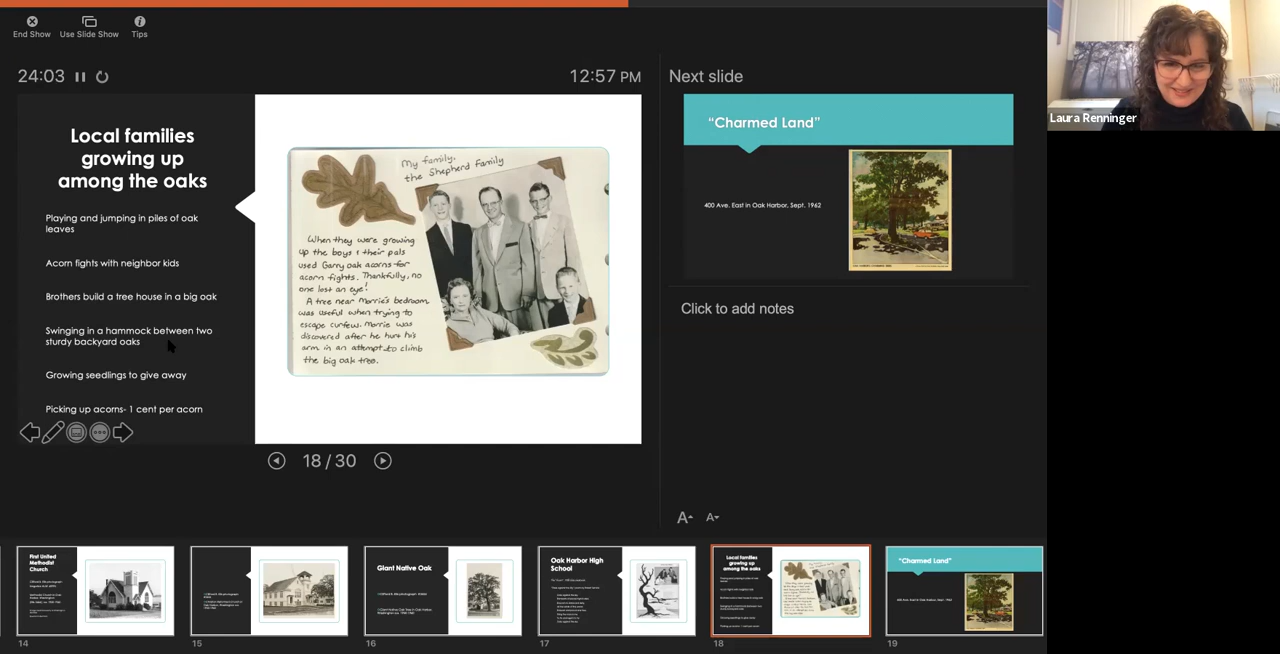 End Show
Use Slide Show
Tips
24:03
12:57 PM
Local families
growing up
among the oaks
Playing and jumping in piles of oak
leaves
Acorn fights with neighbor kids
Brothers build a tree house in a big oak
Swinging in a hammock between two
sturdy backyard oaks
Growing seedlings to give away
Picking up acorns- 1 cent per acorn
My family,
the Shepherd Family
When they were growing
up the boys & their pals
used Garry oak acorns for
acorn fights. Thankfully, no
one lost an eye!
A tree near Morrie's bedroom
was useful when trying to
escape curfew. Morrie was
discovered after he hurt his
arm in an attempt to climb
the big oak tree.
18 / 30
Next slide
"Charmed Land"
400 Ave. East in Oak Harbor, Sept. 1962
Click to add notes
A
A
Laura Renninger
First United
Methodist
Church
14
15
Giant Native Oak
16
Oak Harbor High
School
17
Local families
growing up
among the oaks
18
"Charmed Land"
19